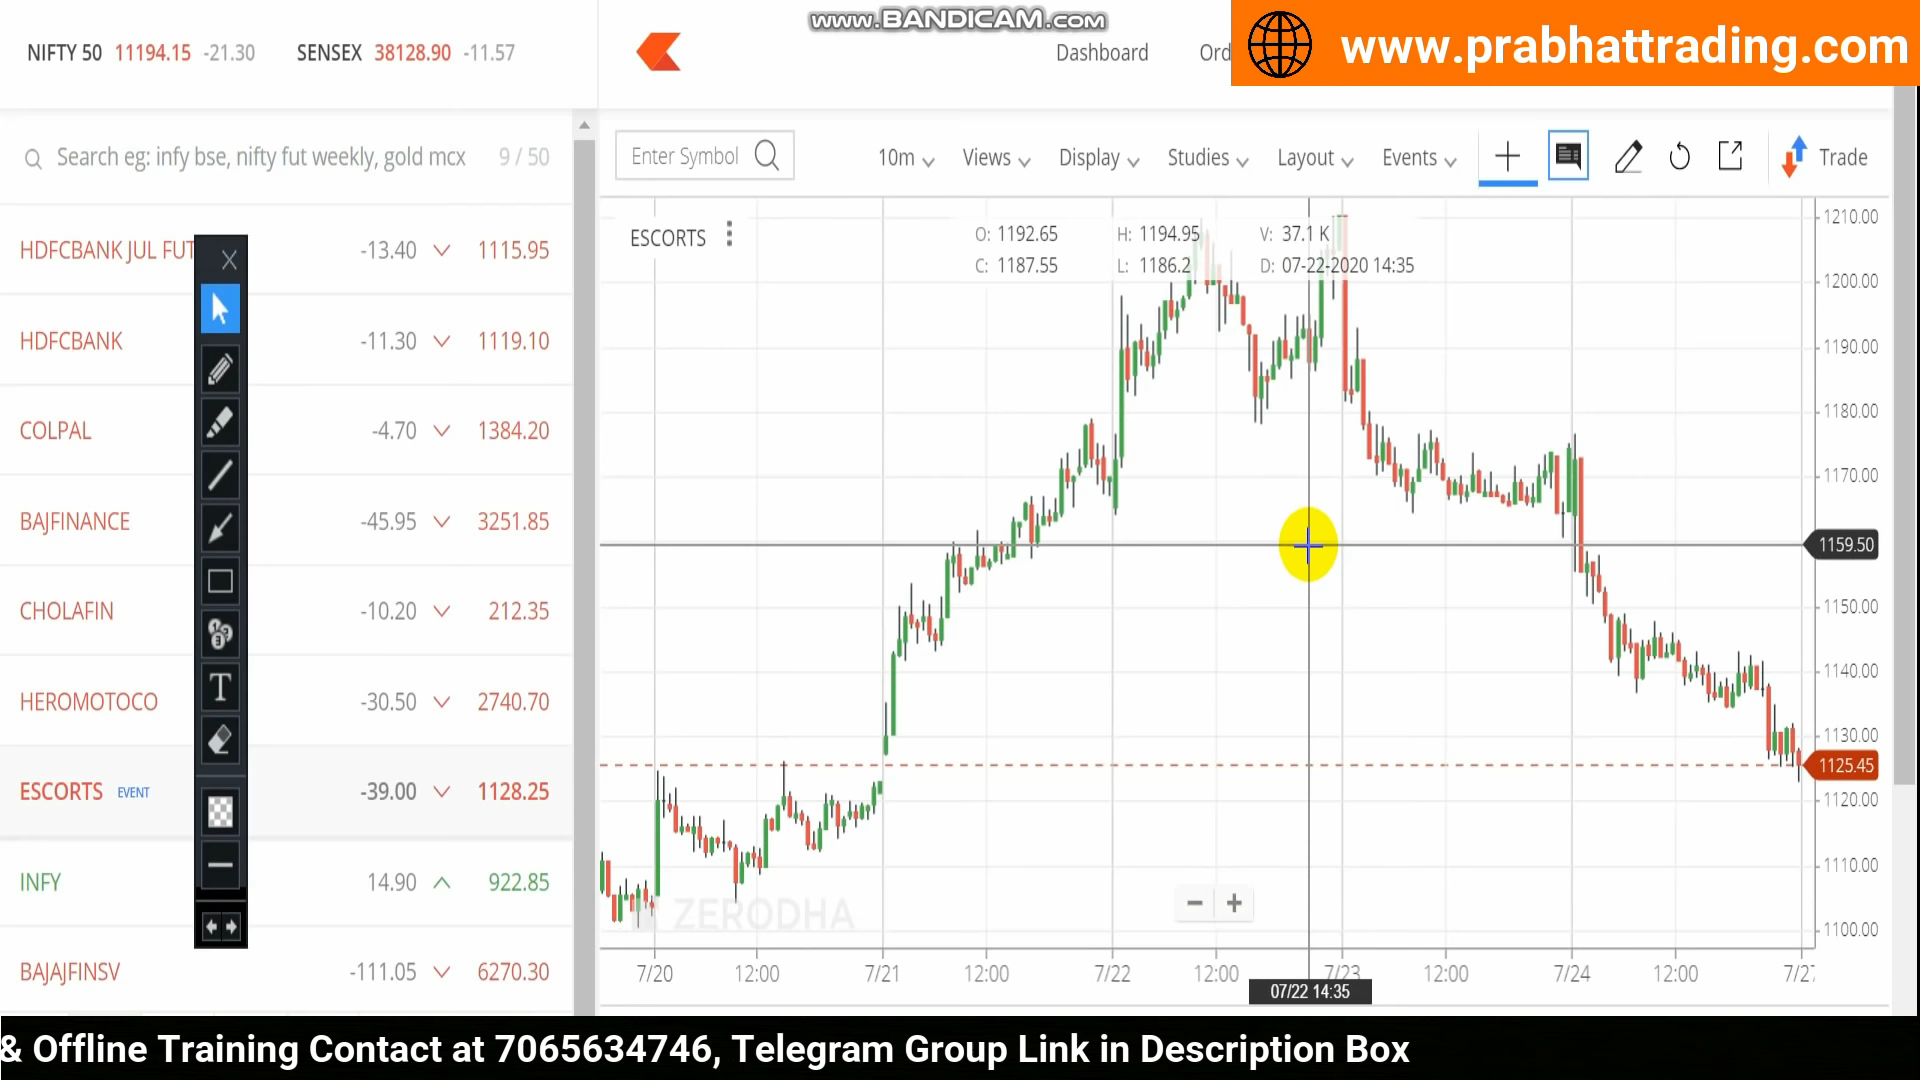 www.BANDICAM.com
www.prabhattrading.com
NIFTY 50 11194.15 -21.30 SENSEX 38128.90 -11.57
Dashboard Ord
Search eg: infy bse, nifty fut weekly, gold mcx 9 / 50
Enter Symbol 10m Views Display Studies Layout Events Trade
HDFCBANK JUL FUT -13.40 1115.95
HDFCBANK -11.30 1119.10
COLPAL -4.70 1384.20
BAJFINANCE -45.95 3251.85
CHOLAFIN -10.20 212.35
HEROMOTOCO -30.50 2740.70
ESCORTS EVENT -39.00 1128.25
INFY 14.90 922.85
BAJAJFINSV -111.05 6270.30
T
ESCORTS
O: 1192.65 H: 1194.95 V: 37.1 K
C: 1187.55 L: 1186.2 D: 07-22-2020 14:35
1210.00
1200.00
1190.00
1180.00
1170.00
1159.50
1150.00
1140.00
1130.00
1125.45
1120.00
1110.00
1100.00
ZERODHA
7/20 12:00 7/21 12:00 7/22 12:00 7/23 12:00 7/24 12:00 7/27
07/22 14:35
& Offline Training Contact at 7065634746, Telegram Group Link in Description Box